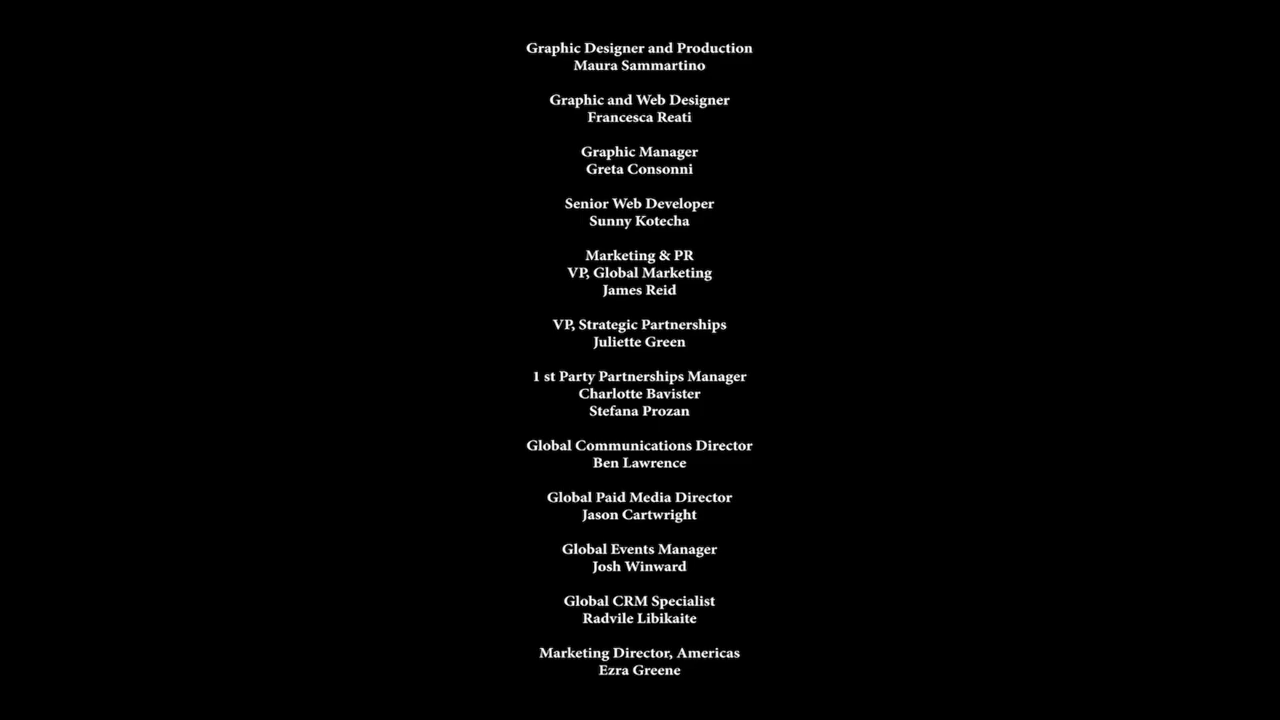 Graphic Designer and Production
Maura Sammartino
Graphic and Web Designer
Francesca Reati
Graphic Manager
Greta Consonni
Senior Web Developer
Sunny Kotecha
Marketing & PR
VP, Global Marketing
James Reid
VP, Strategic Partnerships
Juliette Green
1 st Party Partnerships Manager
Charlotte Bavister
Stefana Prozan
Global Communications Director
Ben Lawrence
Global Paid Media Director
Jason Cartwright
Global Events Manager
Josh Winward
Global CRM Specialist
Radvile Libikaite
Marketing Director, Americas
Ezra Greene